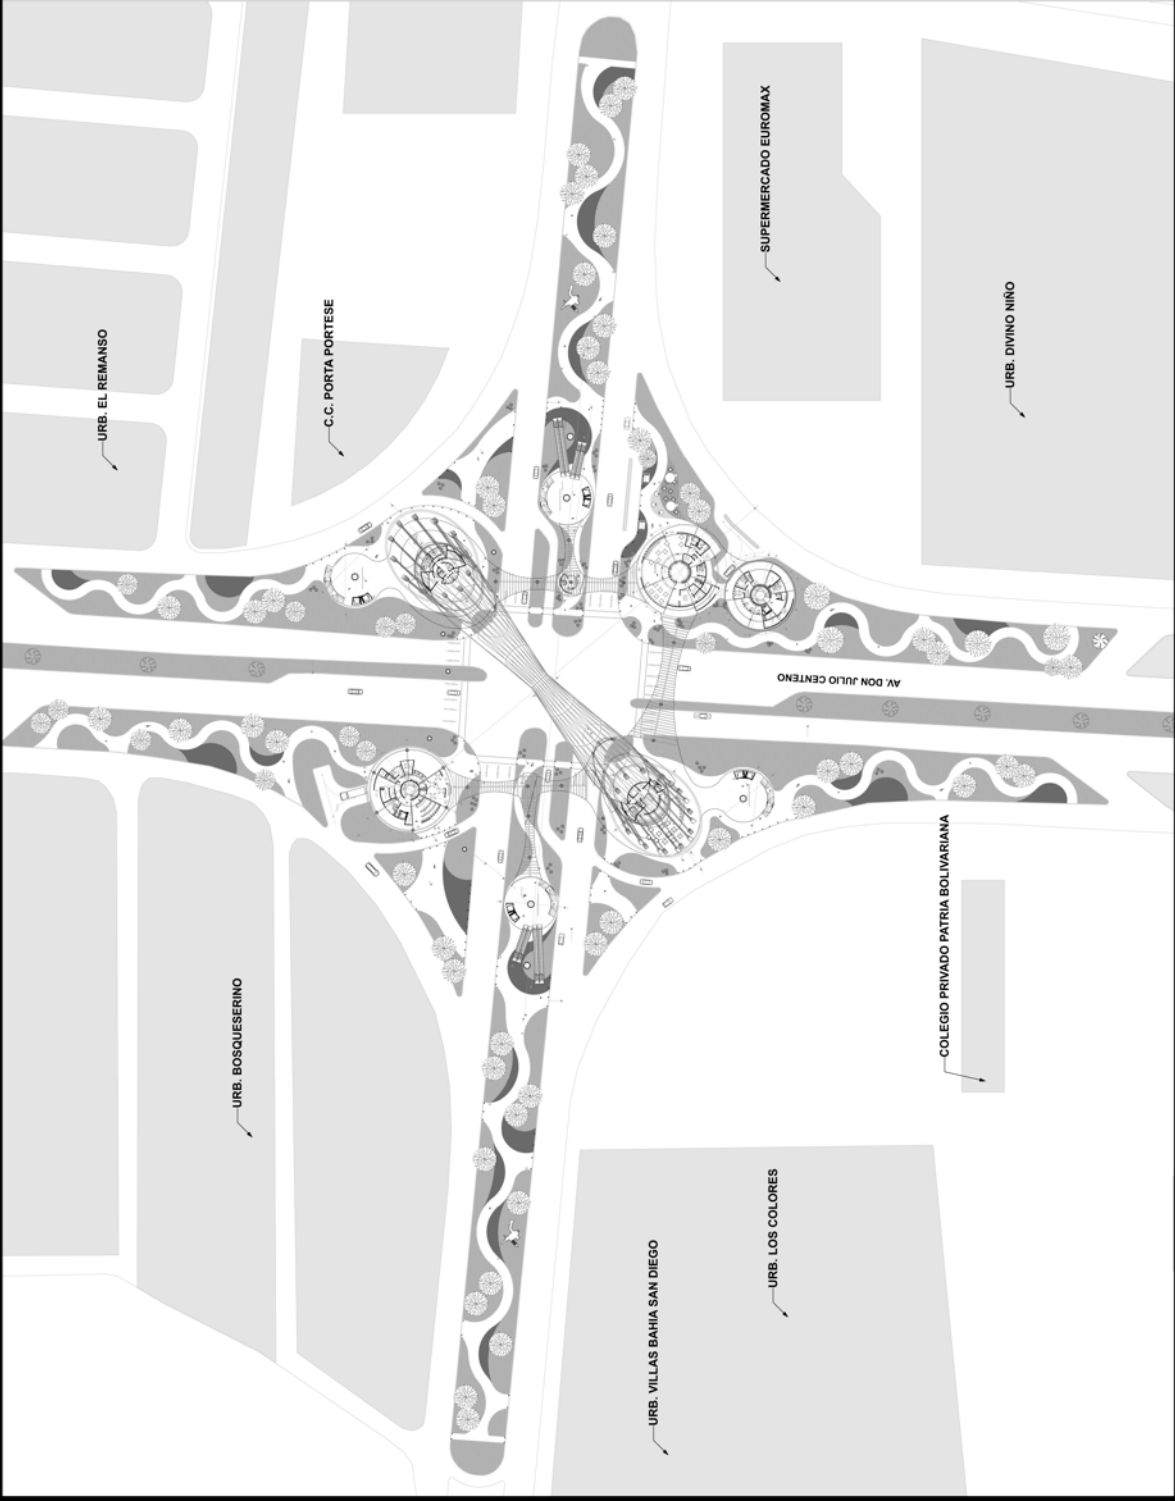 URB. EL REMANSO
C.C. PORTA PORTESE
SUPERMERCADO EUROMAX
URB. DIVINO NIÑO
AV. DON JULIO CENTENO
URB. BOSQUESERINO
COLEGIO PRIVADO PATRIA BOLIVARIANA
URB. VILLAS BAHIA SAN DIEGO
URB. LOS COLORES